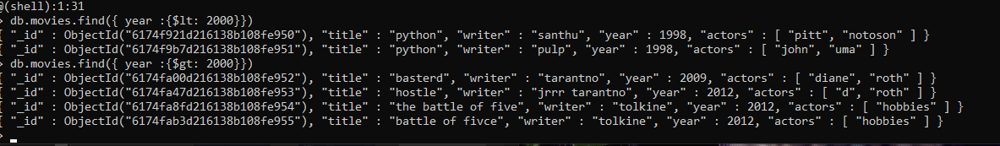 @(shell):1:31
> db.movies.find({ year :{$lt: 2000}})
{ "_id" : ObjectId("6174f921d216138b108fe950"), "title" : "python", "writer" : "santhu", "year" : 1998, "actors" : [ "pitt", "notoson" ] }
{ "_id" : ObjectId("6174f9b7d216138b108fe951"), "title" : "python", "writer" : "pulp", "year" : 1998, "actors" : [ "john", "uma" ] }
> db.movies.find({ year :{$gt: 2000}})
{ "_id" : ObjectId("6174fa00d216138b108fe952"), "title" : "basterd", "writer" : "tarantno", "year" : 2009, "actors" : [ "diane", "roth" ] }
{ "_id" : ObjectId("6174fa47d216138b108fe953"), "title" : "hostle", "writer" : "jrrr tarantno", "year" : 2012, "actors" : [ "d", "roth" ] }
{ "_id" : ObjectId("6174fa8fd216138b108fe954"), "title" : "the battle of five", "writer" : "tolkine", "year" : 2012, "actors" : [ "hobbies" ] }
{ "_id" : ObjectId("6174fab3d216138b108fe955"), "title" : "battle of fivce", "writer" : "tolkine", "year" : 2012, "actors" : [ "hobbies" ] }
>